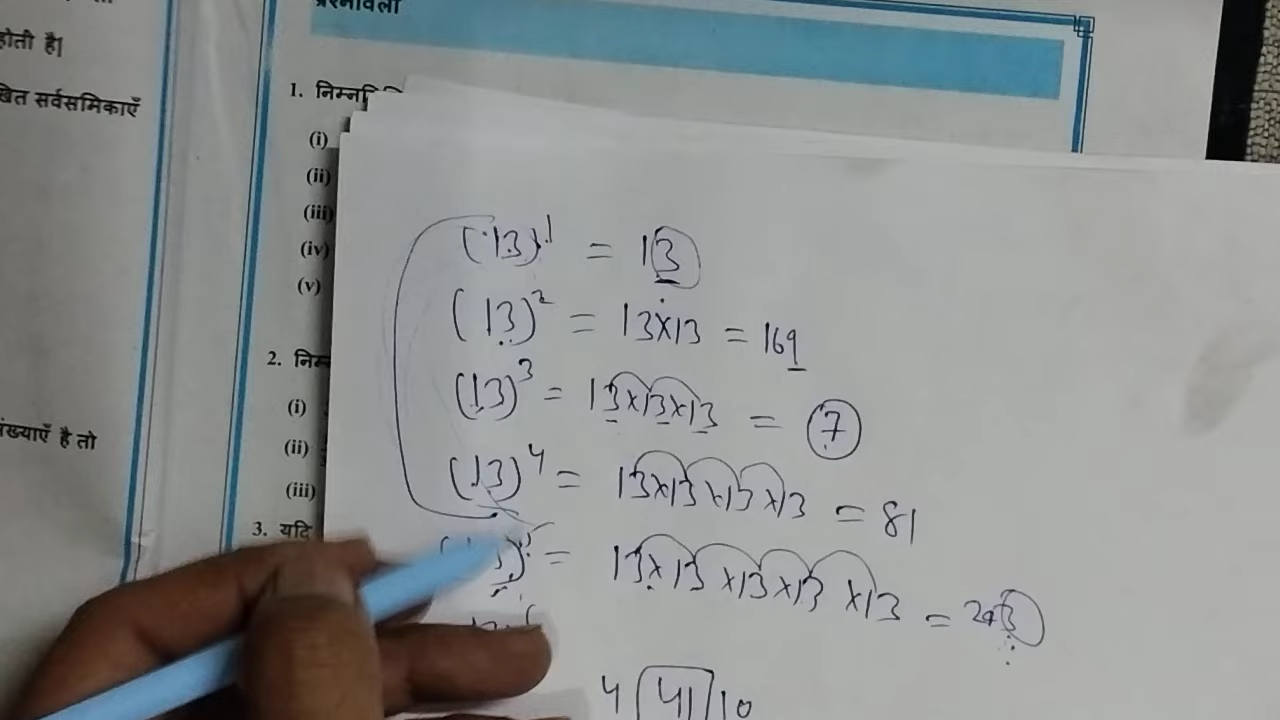 होती है।
सर्वसमिकाएँ
है तो
प्रश्नावली
1.
(i)
(ii)
(iii)
(iv)
(v)
2.
(i)
(ii)
(iii)
3. यदि
(13)¹ = 13
(13)² = 13×13 = 169
(13)³ = 13×13×13 = 7
(13)⁴ = 13×13×13×13 = 81
= 13×13×13×13×13 = 243
4 41 10